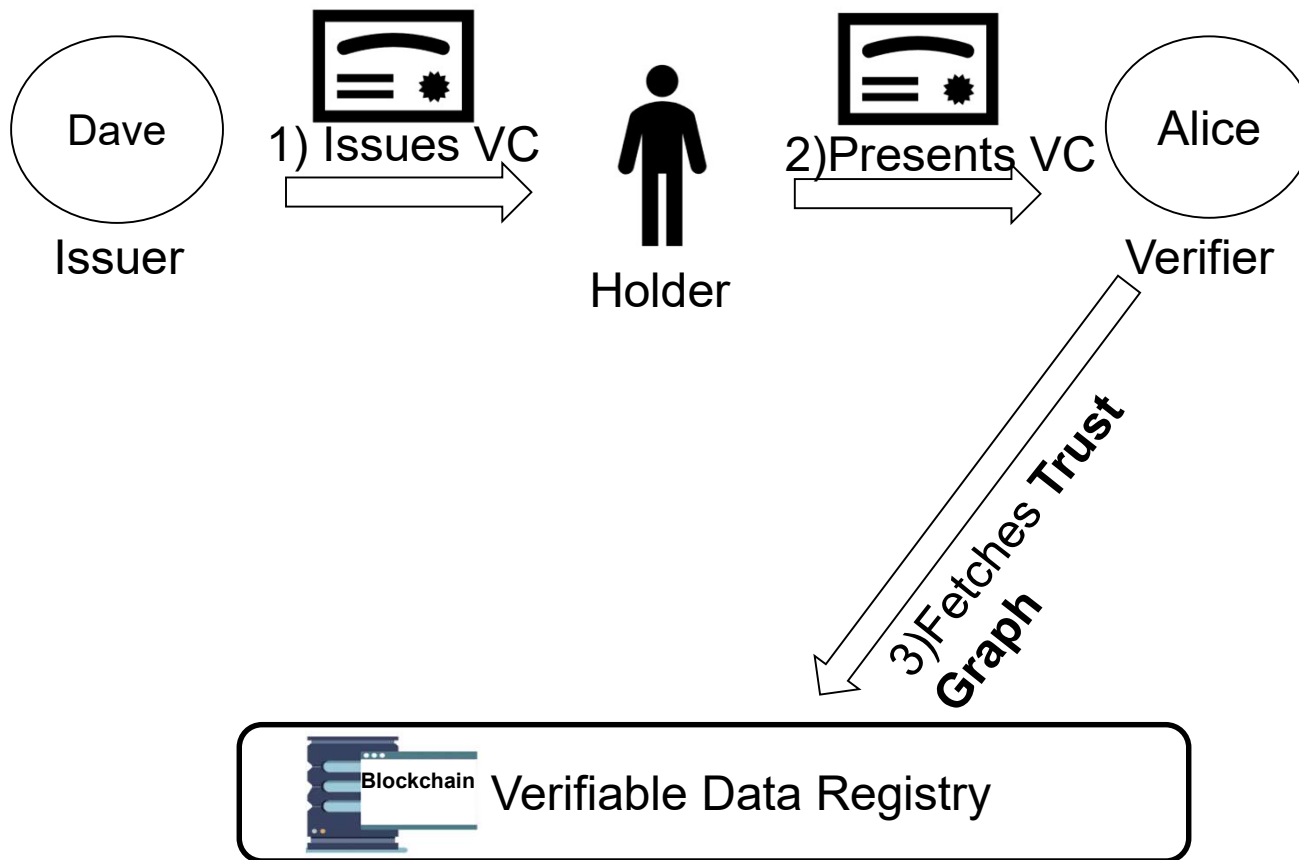 Dave
1) Issues VC
2)Presents VC
Alice
Issuer
Holder
Verifier
3)Fetches Trust
Graph
Blockchain
Verifiable Data Registry